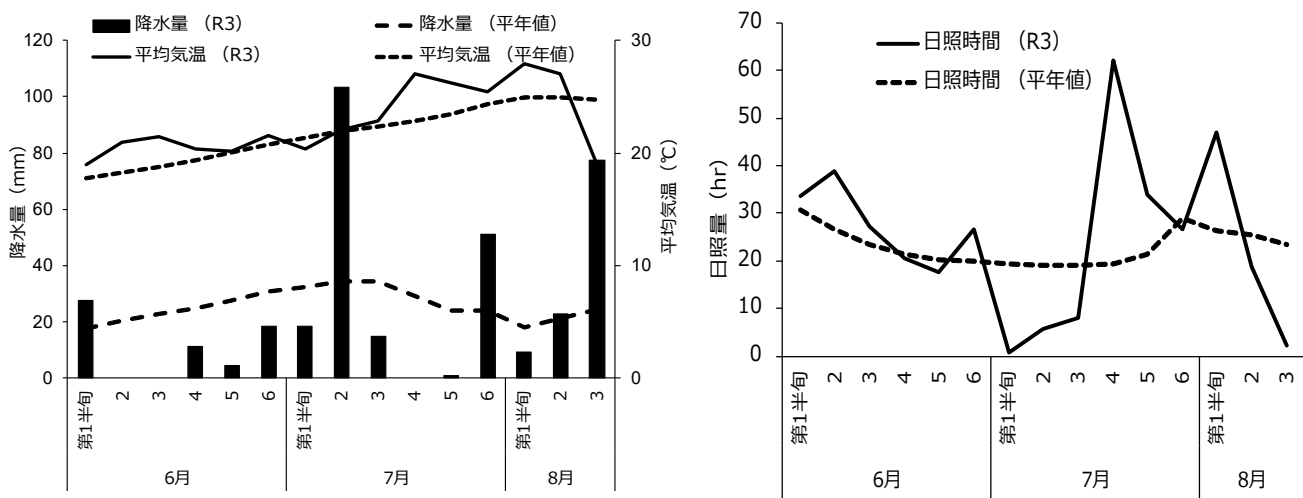 降水量 （R3）
降水量 （平年値）
平均気温 （R3）
平均気温 （平年値）
120
100
80
60
40
20
0
降水量（mm）
30
20
10
0
平均気温（℃）
第1半旬 2 3 4 5 6 第1半旬 2 3 4 5 6 第1半旬 2 3
6月 7月 8月
日照時間 （R3）
日照時間 （平年値）
70
60
50
40
30
20
10
0
日照量（hr）
第1半旬 2 3 4 5 6 第1半旬 2 3 4 5 6 第1半旬 2 3
6月 7月 8月